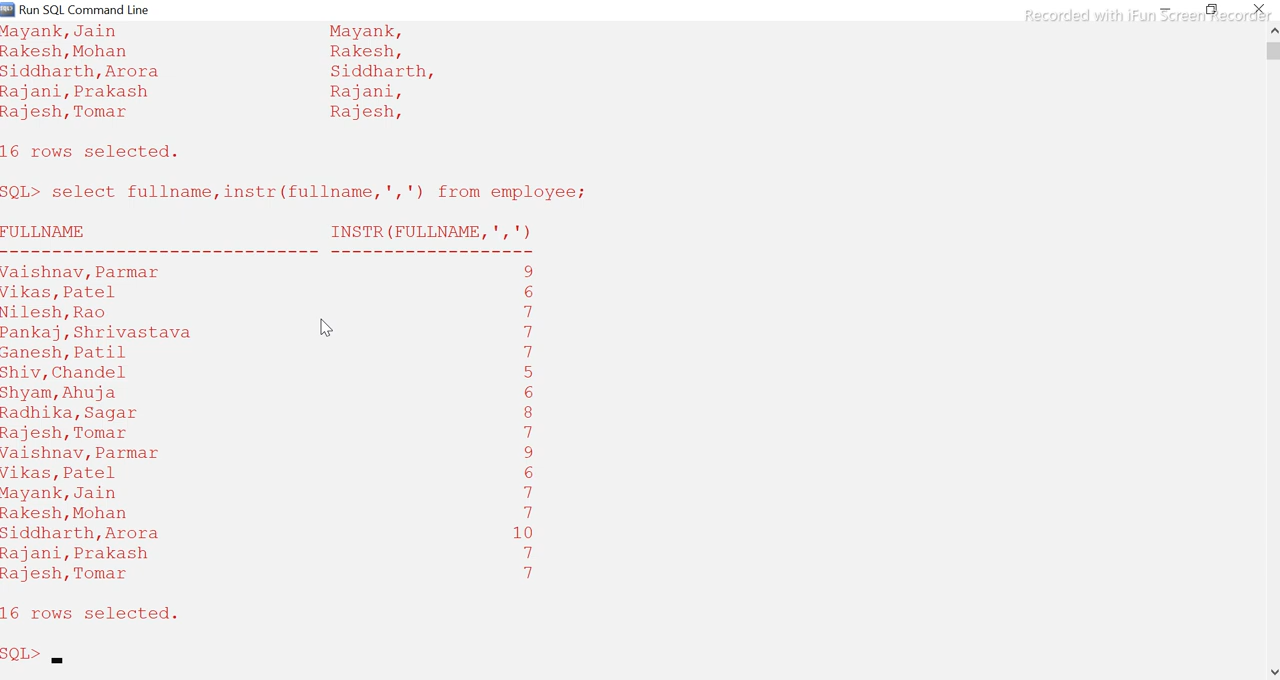 Run SQL Command Line
Recorded with iFun Screen Recorder
Mayank,Jain Mayank,
Rakesh,Mohan Rakesh,
Siddharth,Arora Siddharth,
Rajani,Prakash Rajani,
Rajesh,Tomar Rajesh,
16 rows selected.
SQL> select fullname,instr(fullname,',') from employee;
FULLNAME INSTR(FULLNAME,',')
------------------------------ -------------------
Vaishnav,Parmar 9
Vikas,Patel 6
Nilesh,Rao 7
Pankaj,Shrivastava 7
Ganesh,Patil 7
Shiv,Chandel 5
Shyam,Ahuja 6
Radhika,Sagar 8
Rajesh,Tomar 7
Vaishnav,Parmar 9
Vikas,Patel 6
Mayank,Jain 7
Rakesh,Mohan 7
Siddharth,Arora 10
Rajani,Prakash 7
Rajesh,Tomar 7
16 rows selected.
SQL>